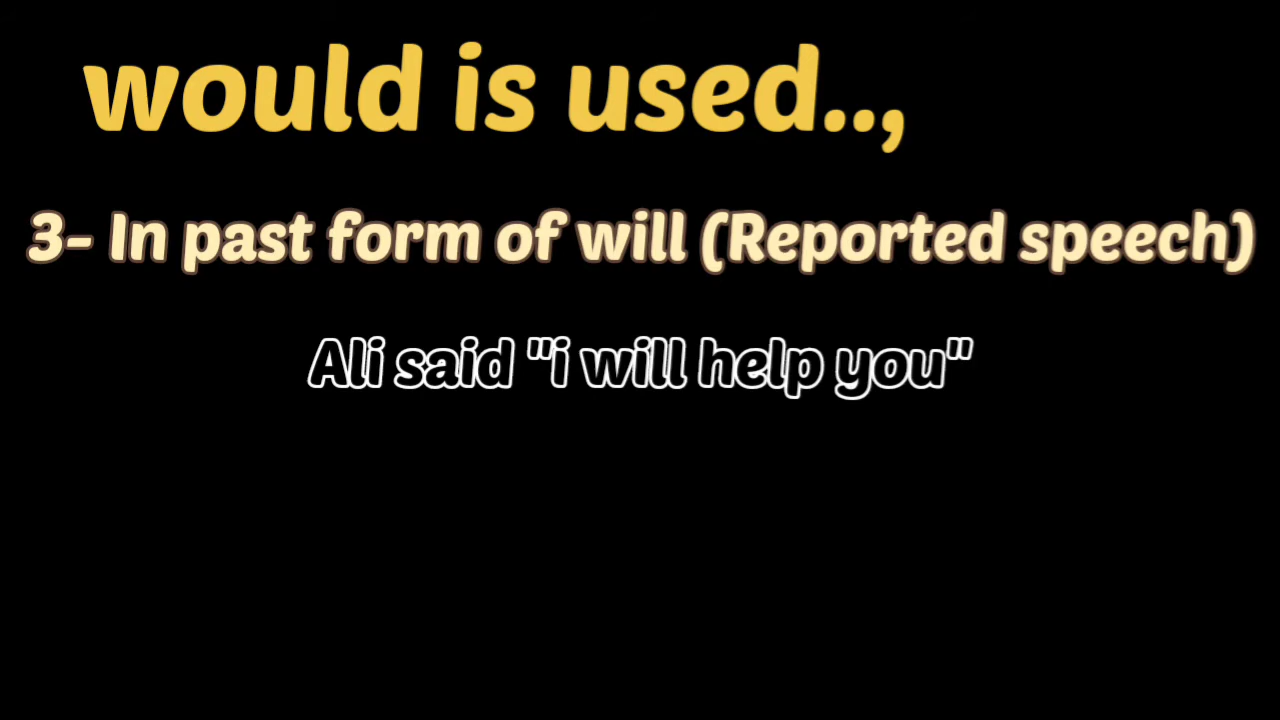 would is used..,
3- In past form of will (Reported speech)
Ali said "i will help you"